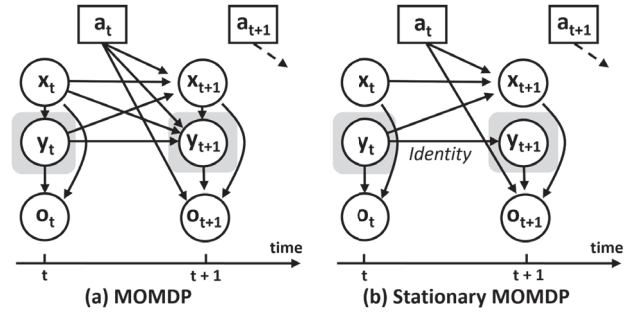 a_t
a_{t+1}
x_t
x_{t+1}
y_t
y_{t+1}
o_t
o_{t+1}
time
t
t + 1
(a) MOMDP
a_t
a_{t+1}
x_t
x_{t+1}
y_t
y_{t+1}
Identity
o_t
o_{t+1}
time
t
t + 1
(b) Stationary MOMDP